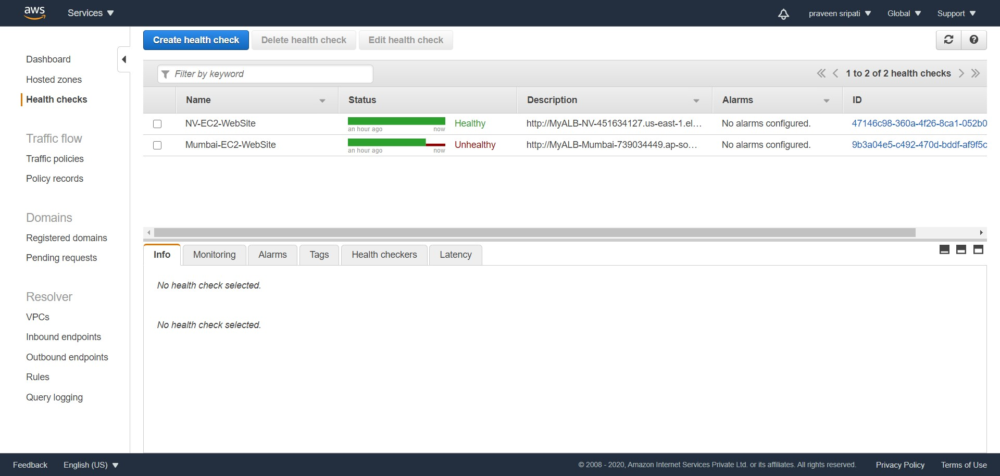 aws Services praveen sripati Global Support
Create health check Delete health check Edit health check
Dashboard
Hosted zones
Health checks
Traffic flow
Traffic policies
Policy records
Domains
Registered domains
Pending requests
Resolver
VPCs
Inbound endpoints
Outbound endpoints
Rules
Query logging
Filter by keyword 1 to 2 of 2 health checks
Name Status Description Alarms ID
NV-EC2-WebSite an hour ago now Healthy http://MyALB-NV-451634127.us-east-1.el... No alarms configured. 47146c98-360a-4f26-8ca1-052b0
Mumbai-EC2-WebSite an hour ago now Unhealthy http://MyALB-Mumbai-739034449.ap-so... No alarms configured. 9b3a04e5-c492-470d-bddf-af9f5c
Info Monitoring Alarms Tags Health checkers Latency
No health check selected.
No health check selected.
Feedback English (US) © 2008 - 2020, Amazon Internet Services Private Ltd. or its affiliates. All rights reserved. Privacy Policy Terms of Use